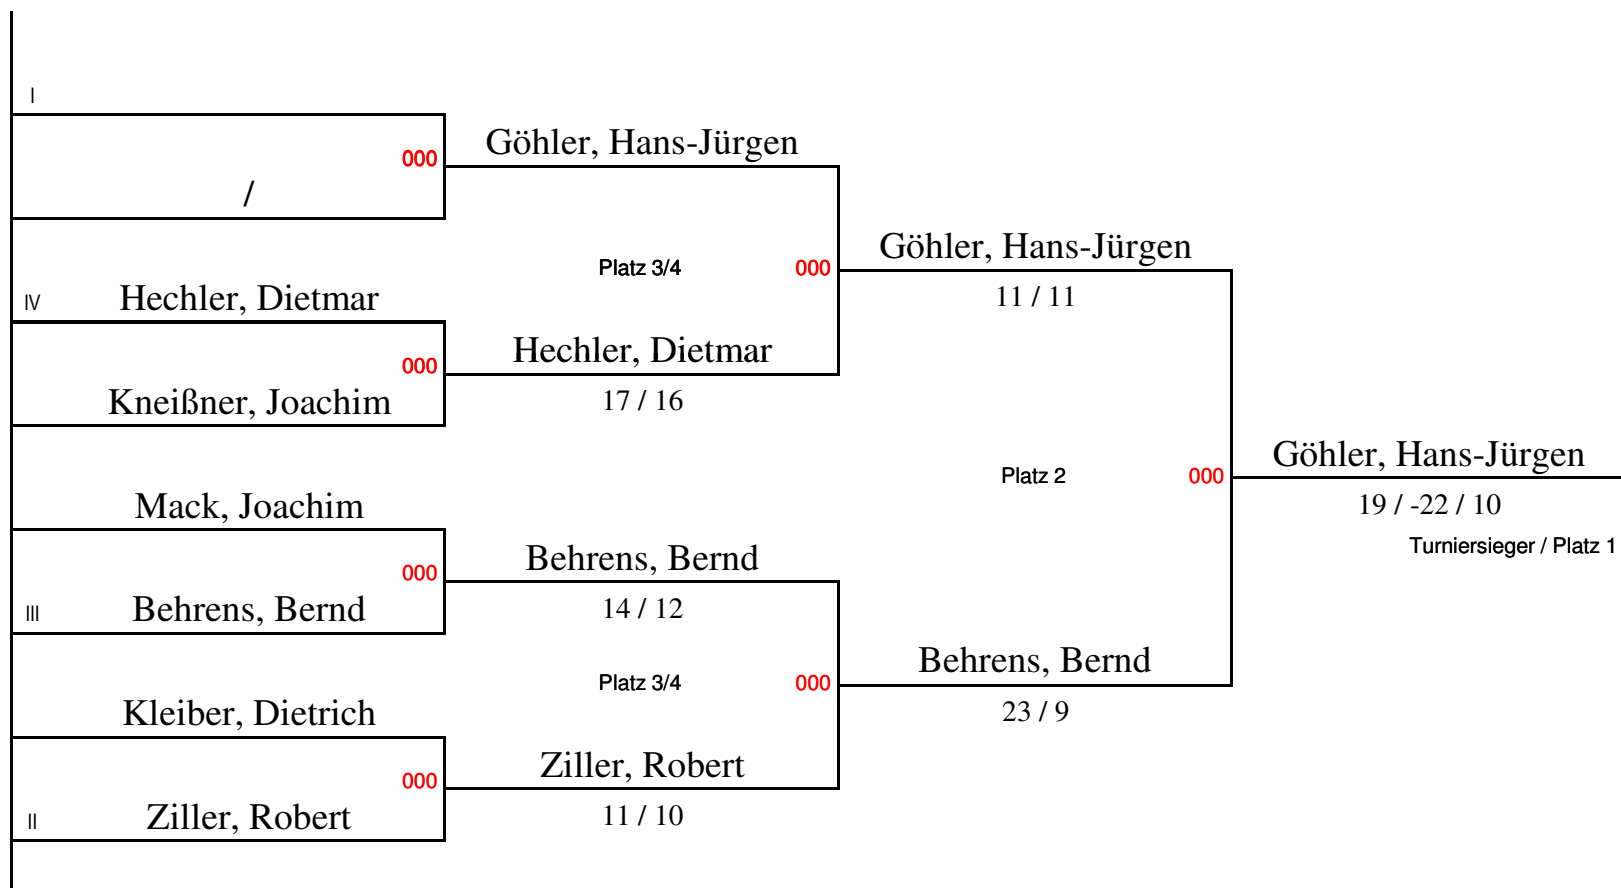 I
000
Göhler, Hans-Jürgen
/
Göhler, Hans-Jürgen
Platz 3/4
000
IV
Hechler, Dietmar
11 / 11
Hechler, Dietmar
000
Kneißner, Joachim
17 / 16
Göhler, Hans-Jürgen
Platz 2
000
Mack, Joachim
19 / -22 / 10
Turniersieger / Platz 1
Behrens, Bernd
000
III
Behrens, Bernd
14 / 12
Behrens, Bernd
Platz 3/4
000
Kleiber, Dietrich
23 / 9
Ziller, Robert
000
II
Ziller, Robert
11 / 10